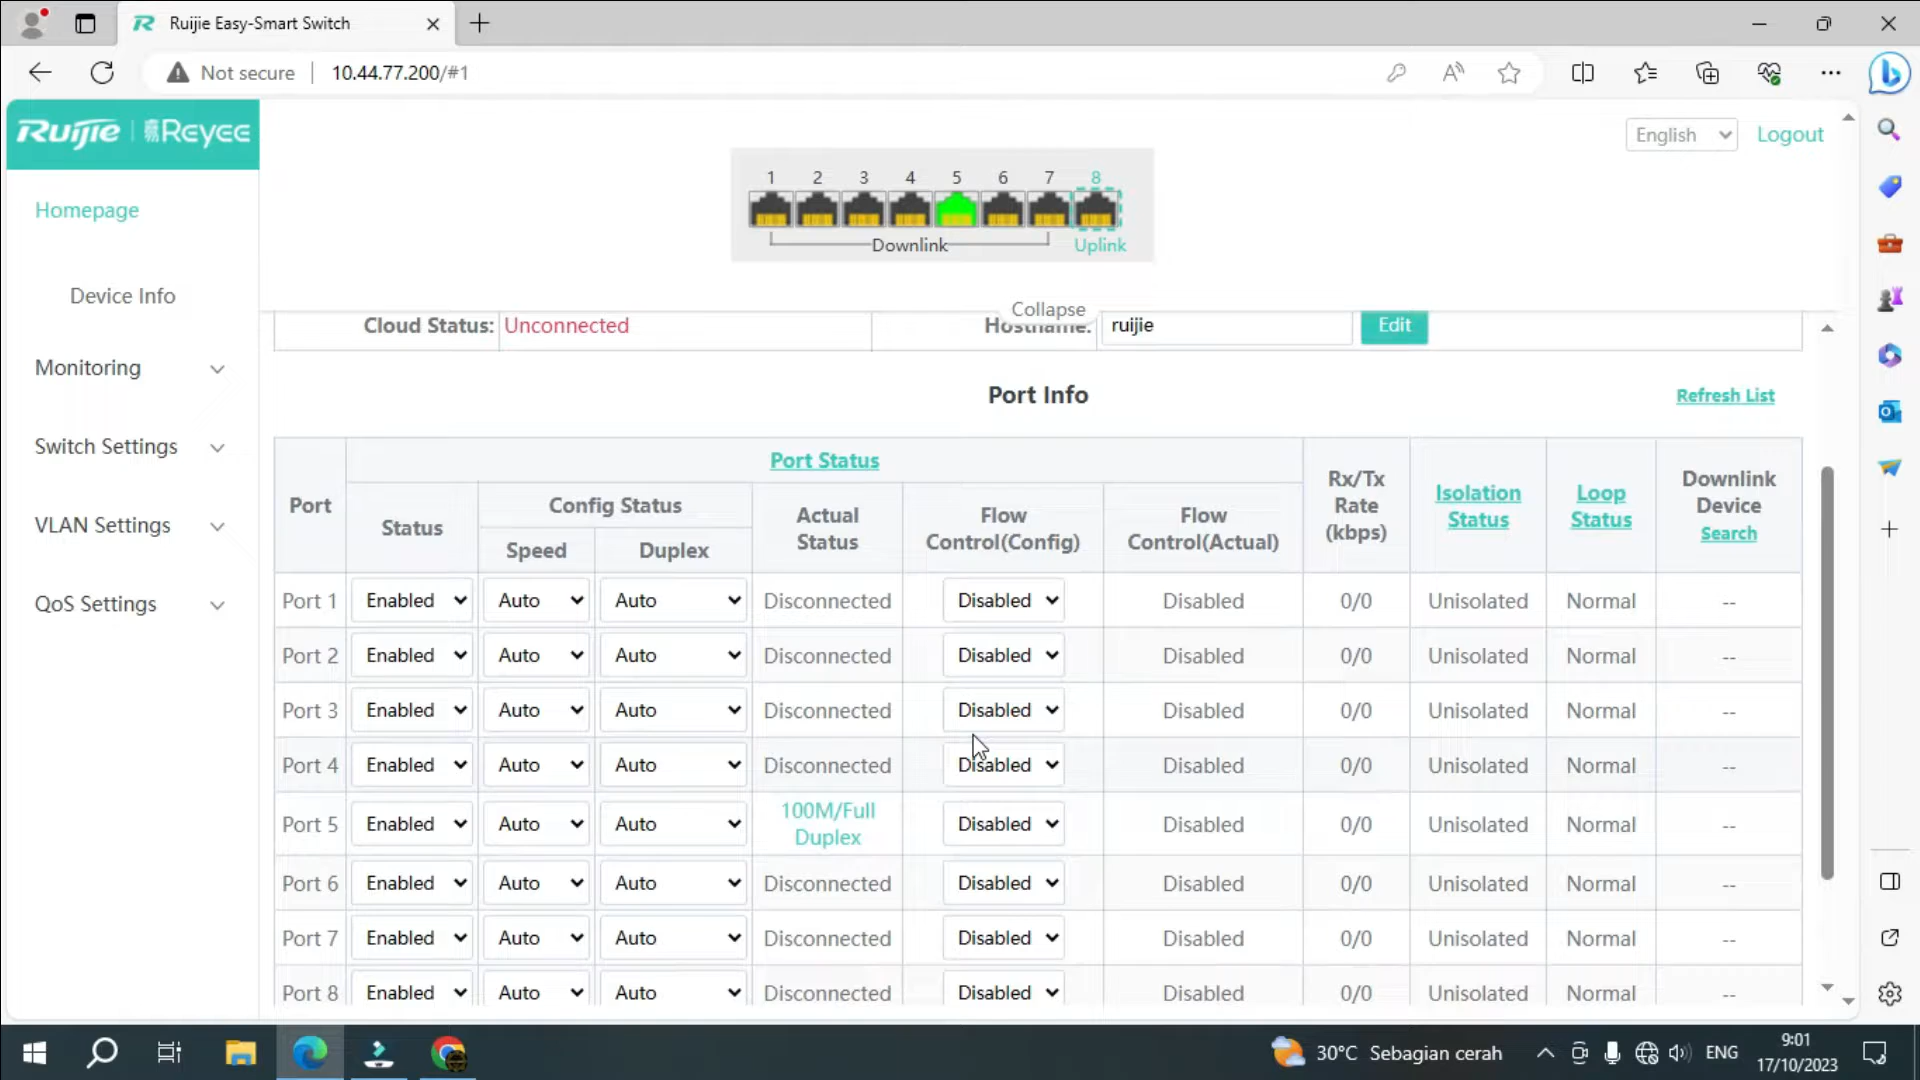 Ruijie Easy-Smart Switch
Not secure
10.44.77.200/#1
Ruijie | 易Reyee
English
Logout
1 2 3 4 5 6 7 8
Downlink
Uplink
Homepage
Device Info
Monitoring
Switch Settings
VLAN Settings
QoS Settings
Collapse
Cloud Status: Unconnected Hostname: ruijie Edit
Port Info
Refresh List
Port Status
Port
Status
Config Status
Speed
Duplex
Actual
Status
Flow
Control(Config)
Flow
Control(Actual)
Rx/Tx
Rate
(kbps)
Isolation
Status
Loop
Status
Downlink
Device
Search
Port 1 Enabled Auto Auto Disconnected Disabled Disabled 0/0 Unisolated Normal --
Port 2 Enabled Auto Auto Disconnected Disabled Disabled 0/0 Unisolated Normal --
Port 3 Enabled Auto Auto Disconnected Disabled Disabled 0/0 Unisolated Normal --
Port 4 Enabled Auto Auto Disconnected Disabled Disabled 0/0 Unisolated Normal --
Port 5 Enabled Auto Auto 100M/Full Duplex Disabled Disabled 0/0 Unisolated Normal --
Port 6 Enabled Auto Auto Disconnected Disabled Disabled 0/0 Unisolated Normal --
Port 7 Enabled Auto Auto Disconnected Disabled Disabled 0/0 Unisolated Normal --
Port 8 Enabled Auto Auto Disconnected Disabled Disabled 0/0 Unisolated Normal --
30°C Sebagian cerah
ENG
9:01
17/10/2023